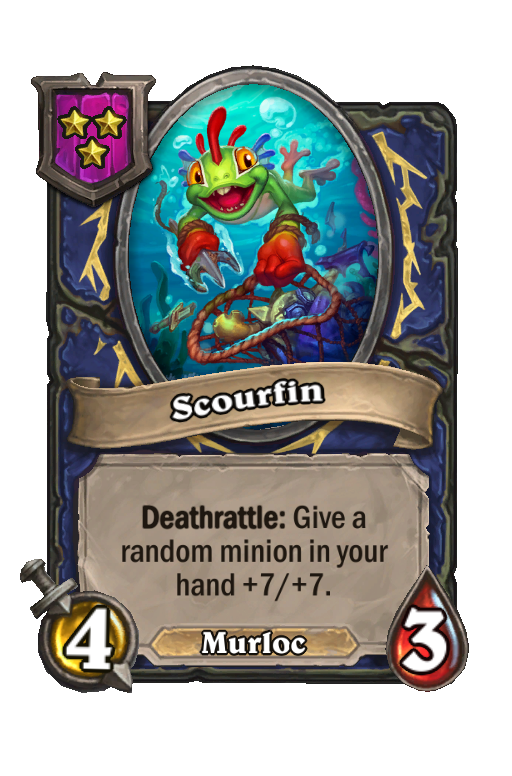 Scourfin
Deathrattle: Give a
random minion in your
hand +7/+7.
4
Murloc
3